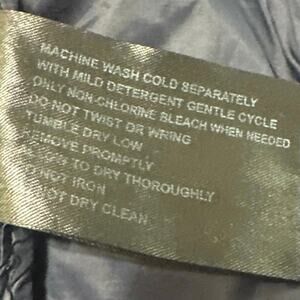 MACHINE WASH COLD SEPARATELY
WITH MILD DETERGENT GENTLE CYCLE
ONLY NON-CHLORINE BLEACH WHEN NEEDED
DO NOT TWIST OR WRING
TUMBLE DRY LOW
REMOVE PROMPTLY
TO DRY THOROUGHLY
NOT IRON
NOT DRY CLEAN